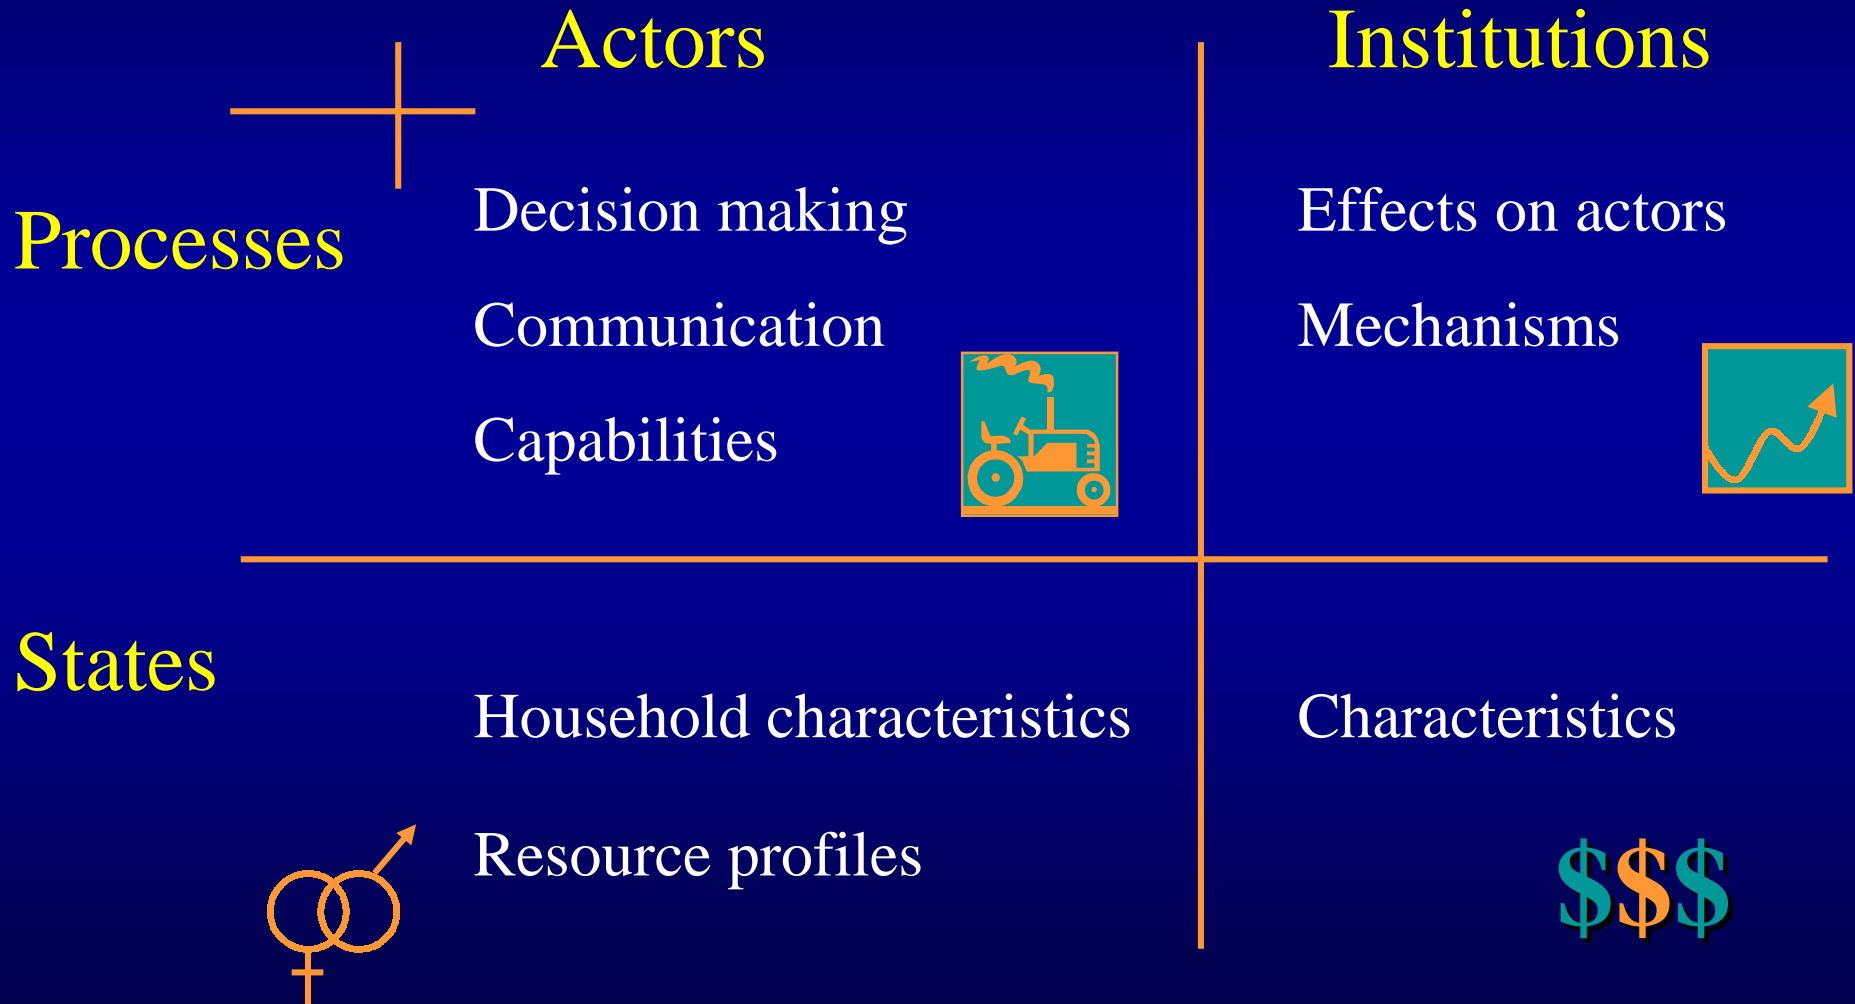 Actors
Institutions
Processes
Decision making
Effects on actors
Communication
Mechanisms
Capabilities
States
Household characteristics
Characteristics
Resource profiles
$$$